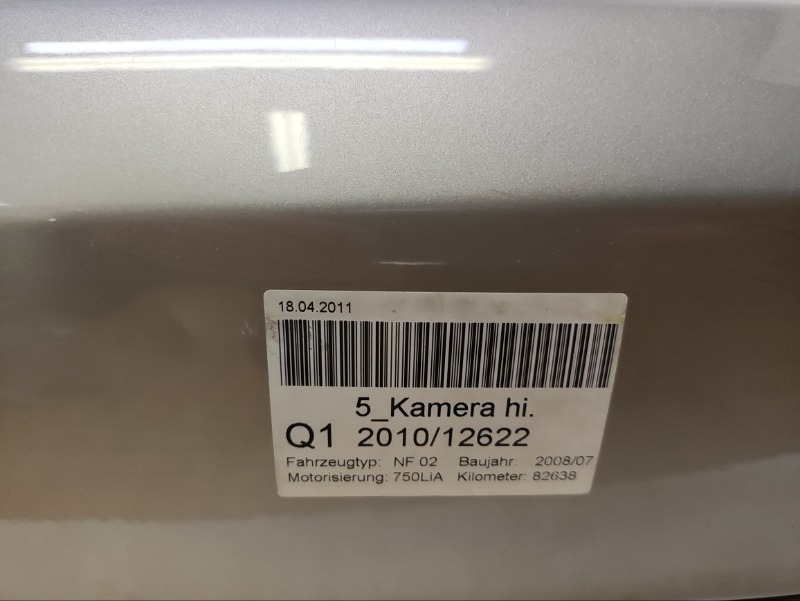 18.04.2011
5_Kamera hi.
Q1 2010/12622
Fahrzeugtyp: NF 02 Baujahr: 2008/07
Motorisierung: 750LiA Kilometer: 82638